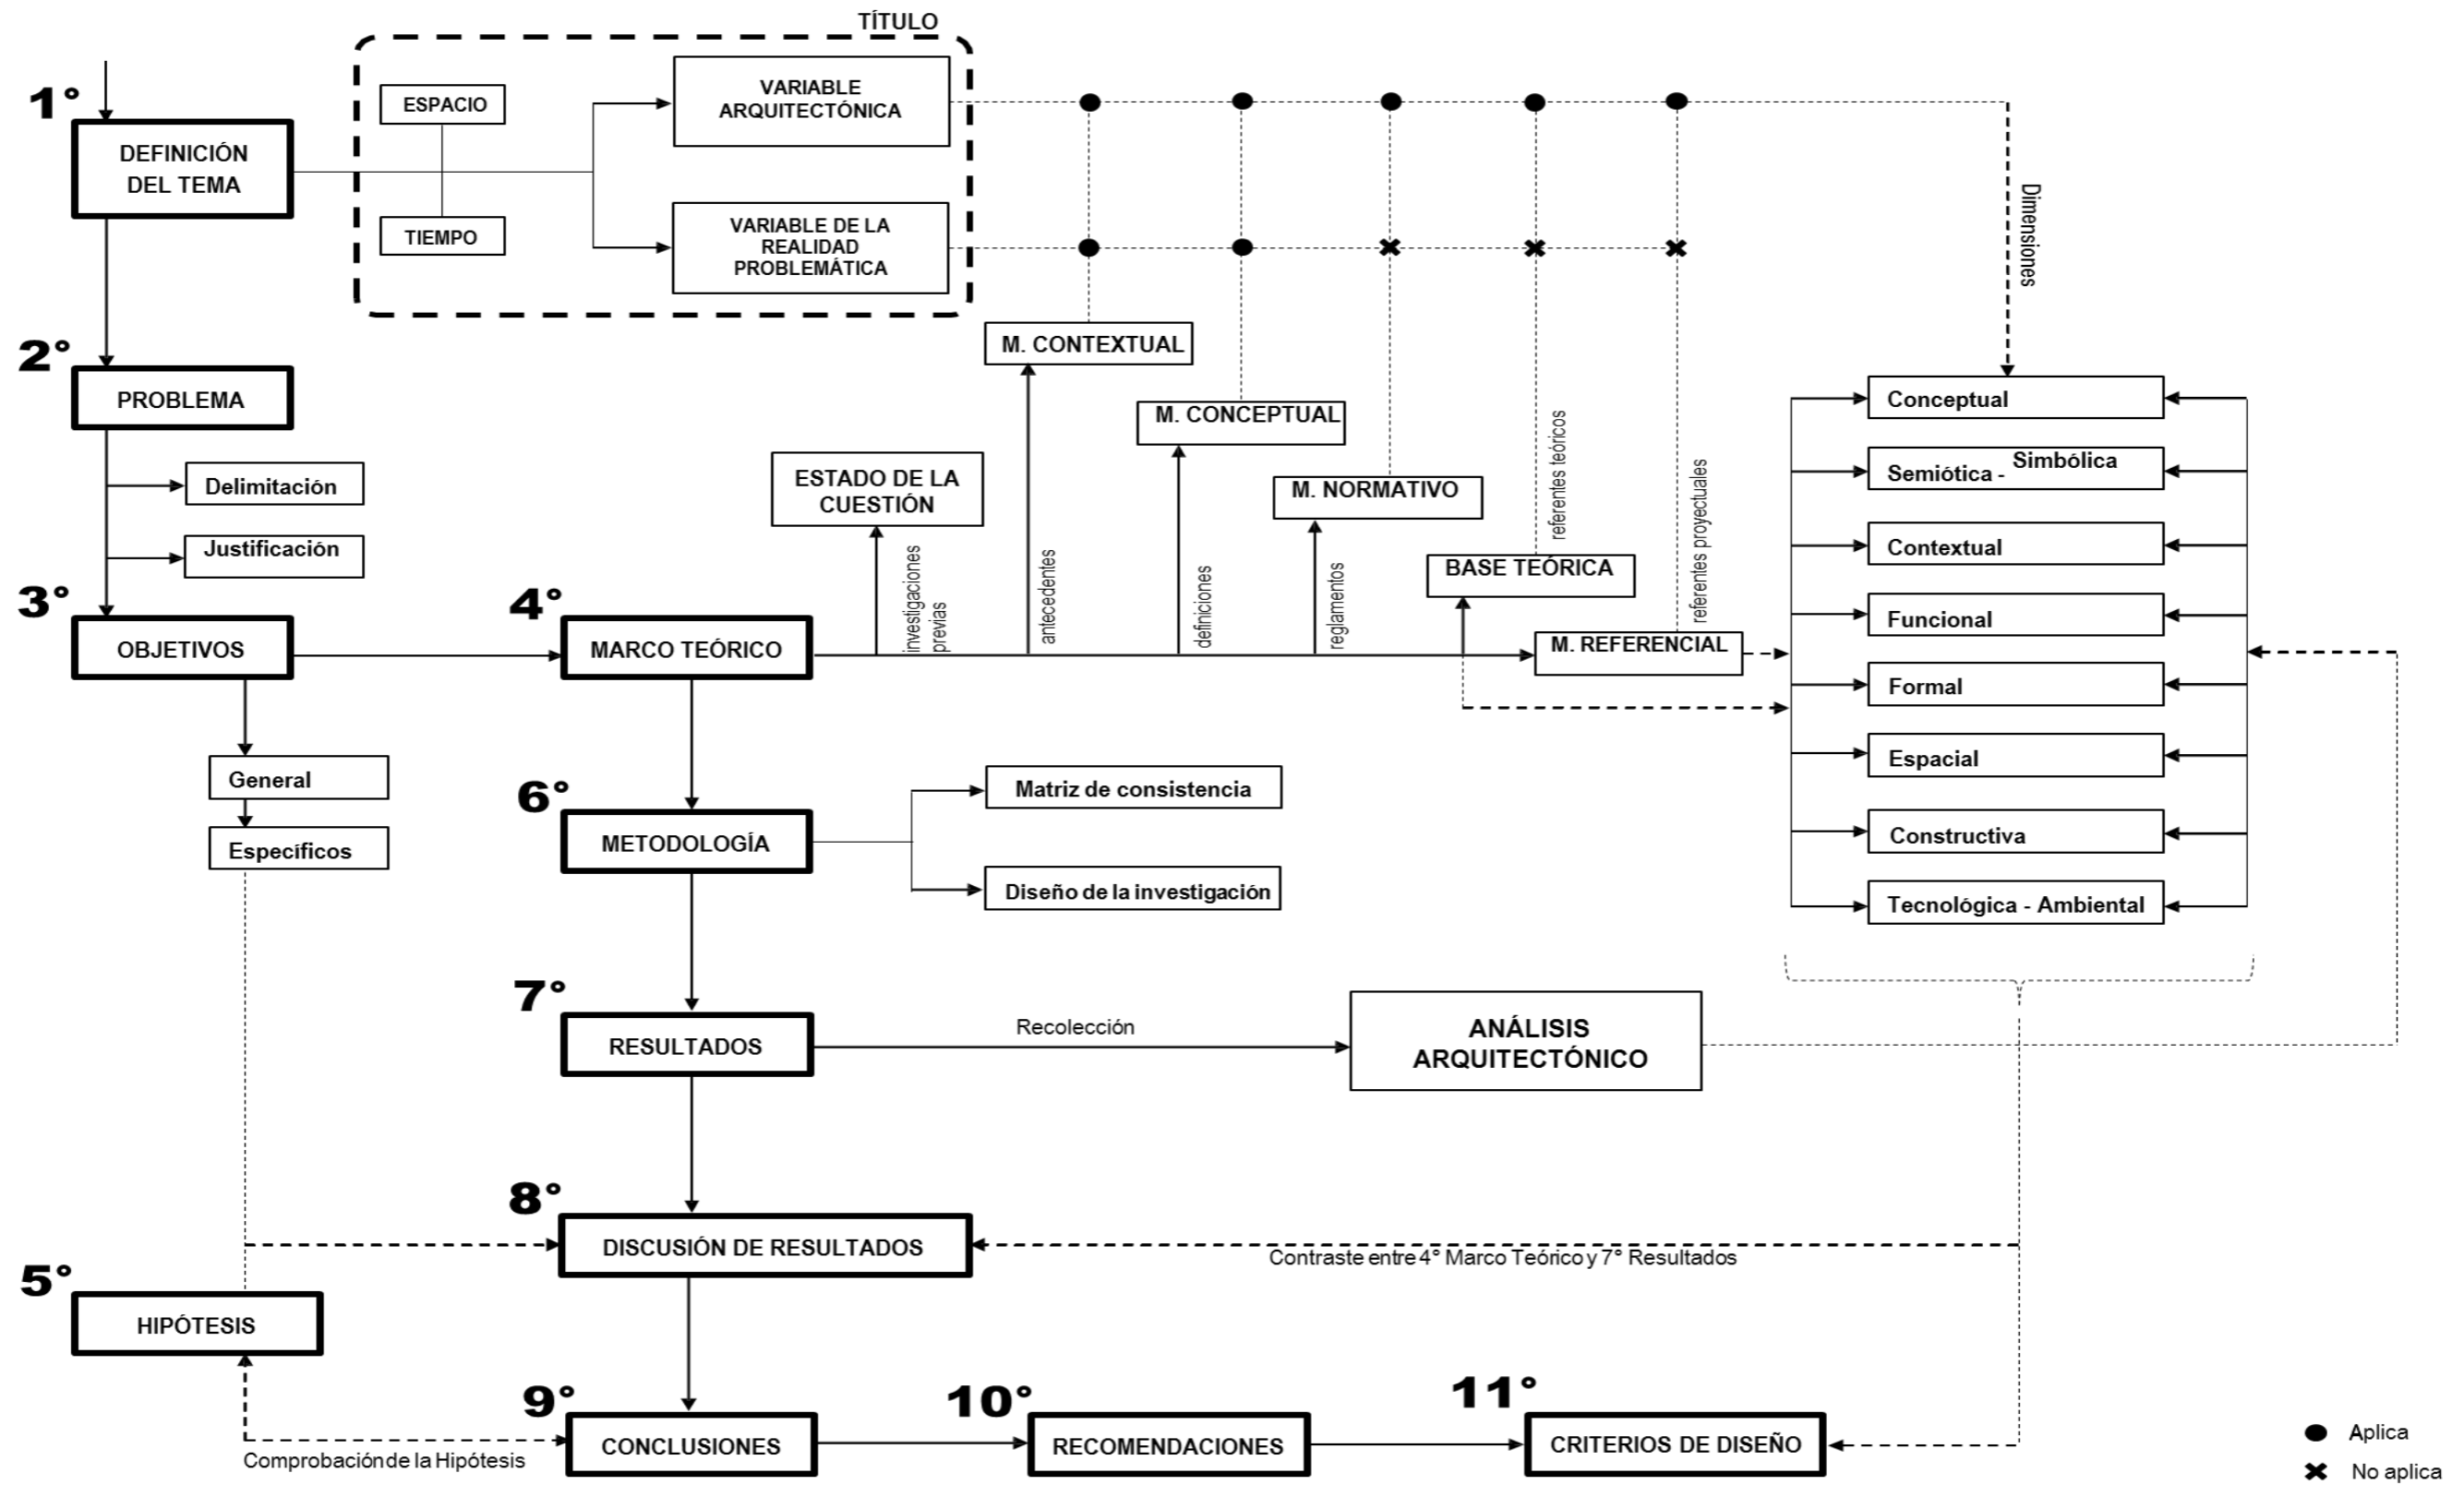 TÍTULO
1°
DEFINICIÓN
DEL TEMA
ESPACIO
TIEMPO
VARIABLE
ARQUITECTÓNICA
VARIABLE DE LA
REALIDAD
PROBLEMÁTICA
Dimensiones
2°
PROBLEMA
Delimitación
Justificación
3°
OBJETIVOS
General
Específicos
4°
MARCO TEÓRICO
ESTADO DE LA
CUESTIÓN
investigaciones
previas
M. CONTEXTUAL
antecedentes
M. CONCEPTUAL
definiciones
M. NORMATIVO
reglamentos
BASE TEÓRICA
referentes teóricos
M. REFERENCIAL
referentes proyectuales
Conceptual
Semiótica - Simbólica
Contextual
Funcional
Formal
Espacial
Constructiva
Tecnológica - Ambiental
6°
METODOLOGÍA
Matriz de consistencia
Diseño de la investigación
7°
RESULTADOS
Recolección
ANÁLISIS
ARQUITECTÓNICO
8°
DISCUSIÓN DE RESULTADOS
Contraste entre 4° Marco Teórico y 7° Resultados
5°
HIPÓTESIS
Comprobación de la Hipótesis
9°
CONCLUSIONES
10°
RECOMENDACIONES
11°
CRITERIOS DE DISEÑO
Aplica
No aplica